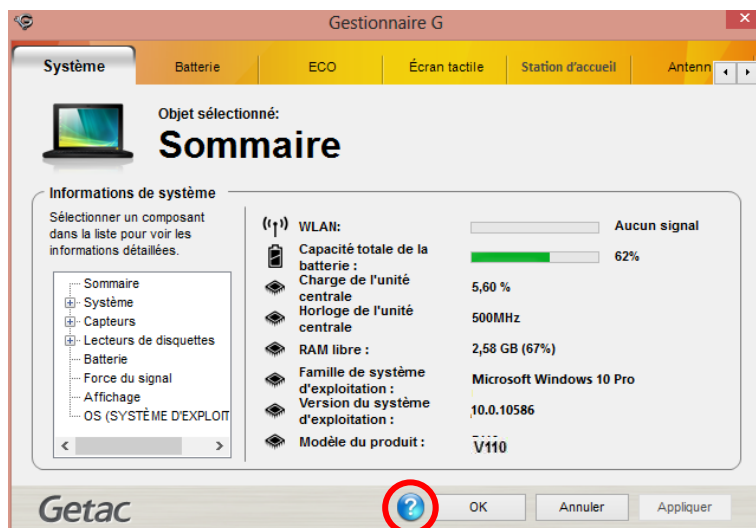 Gestionnaire G
Système Batterie ECO Écran tactile Station d'accueil Antenn
Objet sélectionné:
Sommaire
Informations de système
Sélectionner un composant
dans la liste pour voir les
informations détaillées.
Sommaire
Système
Capteurs
Lecteurs de disquettes
Batterie
Force du signal
Affichage
OS (SYSTÈME D'EXPLOIT
WLAN: Aucun signal
Capacité totale de la
batterie : 62%
Charge de l'unité
centrale 5,60 %
Horloge de l'unité
centrale 500MHz
RAM libre : 2,58 GB (67%)
Famille de système
d'exploitation : Microsoft Windows 10 Pro
Version du système
d'exploitation : 10.0.10586
Modèle du produit : V110
Getac ? OK Annuler Appliquer